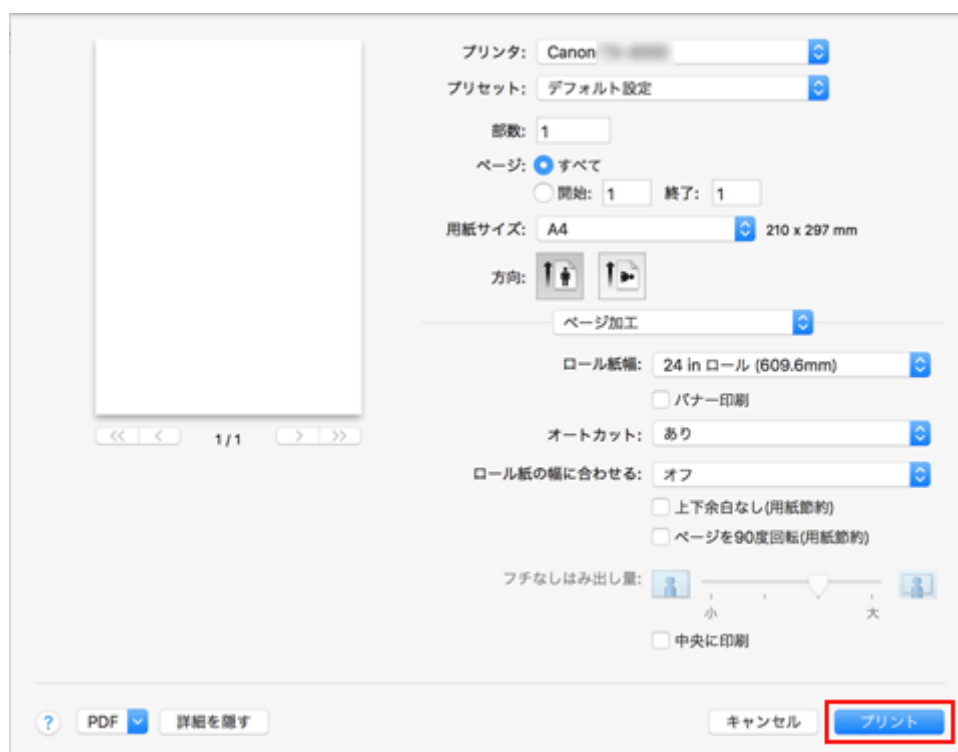 プリンタ: Canon
プリセット: デフォルト設定
部数: 1
ページ: すべて
開始: 1 終了: 1
用紙サイズ: A4 210 x 297 mm
方向:
ページ加工
ロール紙幅: 24 in ロール (609.6mm)
バナー印刷
<< < 1 / 1 > >>
オートカット: あり
ロール紙の幅に合わせる: オフ
上下余白なし(用紙節約)
ページを90度回転(用紙節約)
フチなしはみ出し量:
小 大
中央に印刷
? PDF 詳細を隠す キャンセル プリント